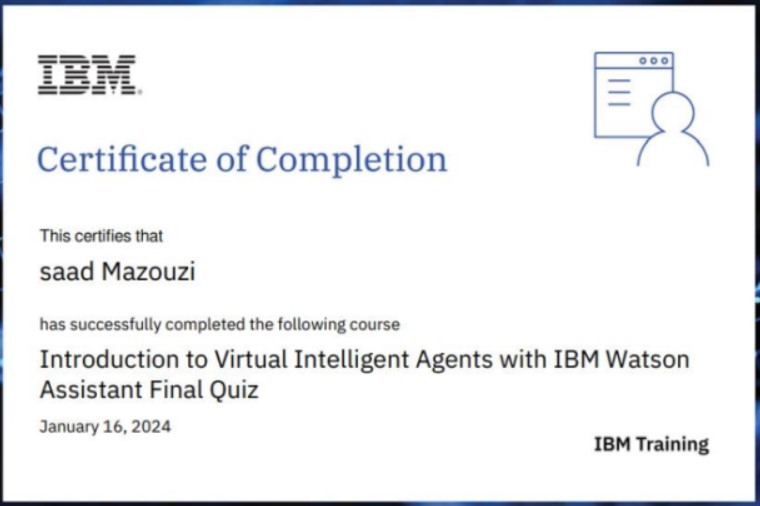 IBM
Certificate of Completion
This certifies that
saad Mazouzi
has successfully completed the following course
Introduction to Virtual Intelligent Agents with IBM Watson
Assistant Final Quiz
January 16, 2024
IBM Training